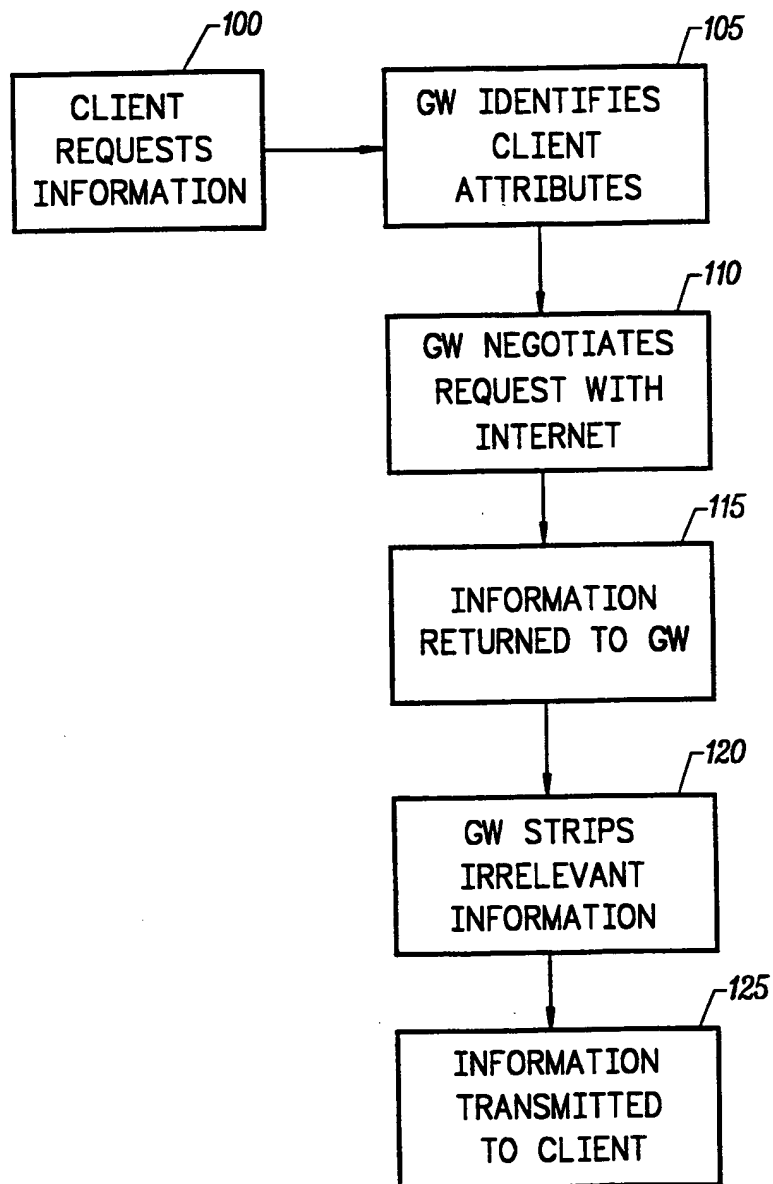 100
CLIENT
REQUESTS
INFORMATION
105
GW IDENTIFIES
CLIENT
ATTRIBUTES
110
GW NEGOTIATES
REQUEST WITH
INTERNET
115
INFORMATION
RETURNED TO GW
120
GW STRIPS
IRRELEVANT
INFORMATION
125
INFORMATION
TRANSMITTED
TO CLIENT